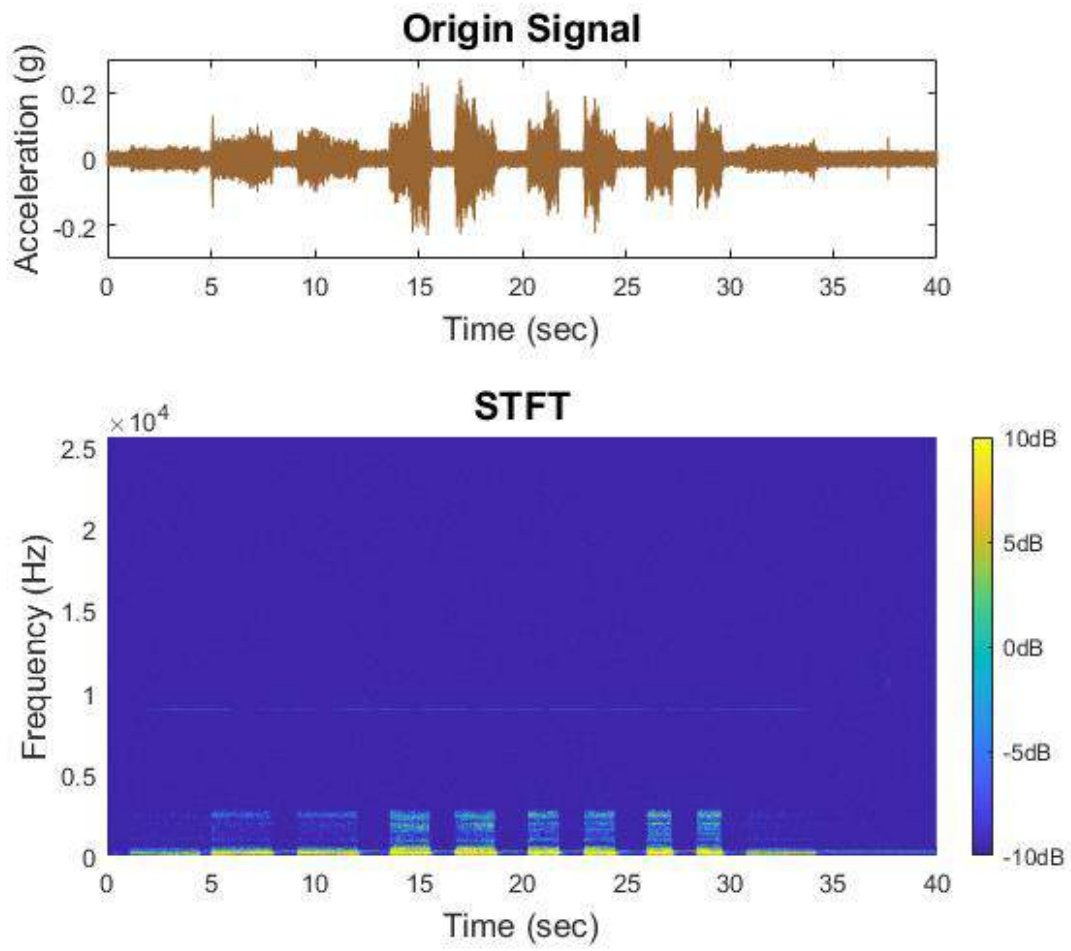 Origin Signal
Acceleration (g)
0.2
0
-0.2
0 5 10 15 20 25 30 35 40
Time (sec)
STFT
×10⁴
Frequency (Hz)
2.5
2
1.5
1
0.5
0
0 5 10 15 20 25 30 35 40
Time (sec)
10dB
5dB
0dB
-5dB
-10dB